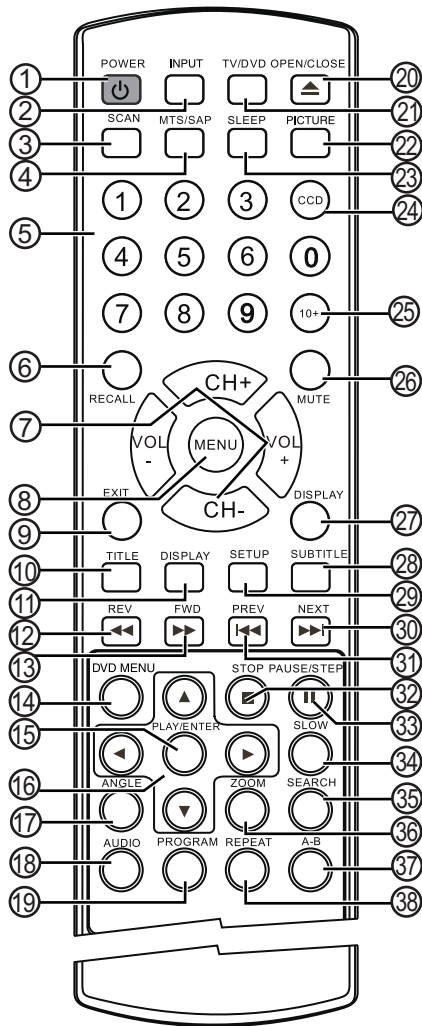 POWER INPUT TV/DVD OPEN/CLOSE
1 20
2 21
SCAN MTS/SAP SLEEP PICTURE
3 22
4 23
1 2 3 CCD
24
5
4 5 6 0
7 8 9 10+
25
6 26
RECALL CH+ MUTE
7
VOL - MENU VOL +
8
EXIT CH- DISPLAY
9 27
TITLE DISPLAY SETUP SUBTITLE
10 28
11 29
REV FWD PREV NEXT
12 30
13 31
DVD MENU STOP PAUSE/STEP
14 32
33
15 PLAY/ENTER SLOW
34
16
ANGLE ZOOM SEARCH
17 35
36
AUDIO PROGRAM REPEAT A-B
18 37
19 38